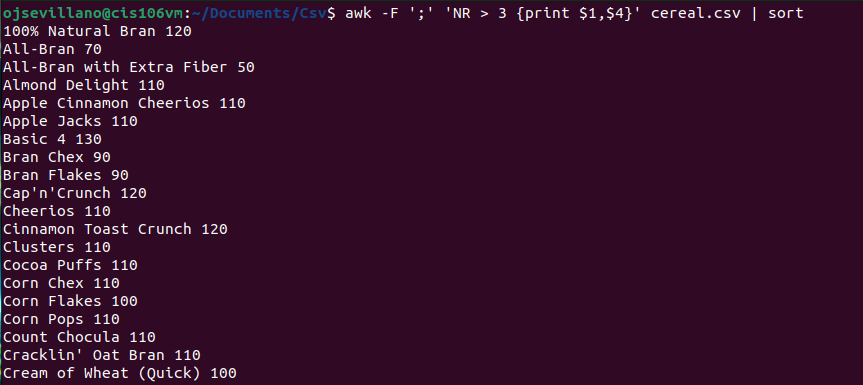 ojsevillano@cis106vm:~/Documents/Csv$ awk -F ';' 'NR > 3 {print $1,$4}' cereal.csv | sort
100% Natural Bran 120
All-Bran 70
All-Bran with Extra Fiber 50
Almond Delight 110
Apple Cinnamon Cheerios 110
Apple Jacks 110
Basic 4 130
Bran Chex 90
Bran Flakes 90
Cap'n'Crunch 120
Cheerios 110
Cinnamon Toast Crunch 120
Clusters 110
Cocoa Puffs 110
Corn Chex 110
Corn Flakes 100
Corn Pops 110
Count Chocula 110
Cracklin' Oat Bran 110
Cream of Wheat (Quick) 100